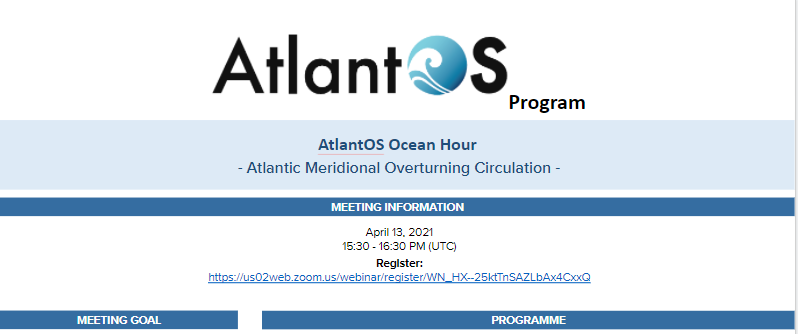 AtlantOS
Program
AtlantOS Ocean Hour
- Atlantic Meridional Overturning Circulation -
MEETING INFORMATION
April 13, 2021
15:30 - 16:30 PM (UTC)
Register:
https://us02web.zoom.us/webinar/register/WN_HX--25ktTnSAZLbAx4CxxQ
MEETING GOAL
PROGRAMME